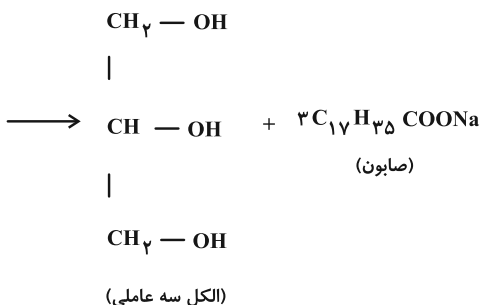 CH۲ — OH
|
CH — OH + ۳C۱۷H۳۵COONa
(صابون)
|
CH۲ — OH
(الکل سه عاملی)